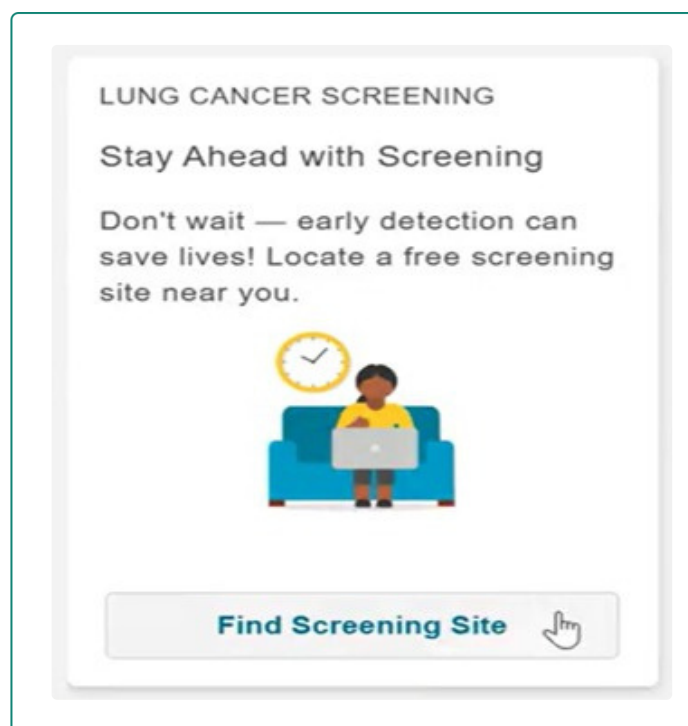 LUNG CANCER SCREENING
Stay Ahead with Screening
Don't wait — early detection can
save lives! Locate a free screening
site near you.
Find Screening Site